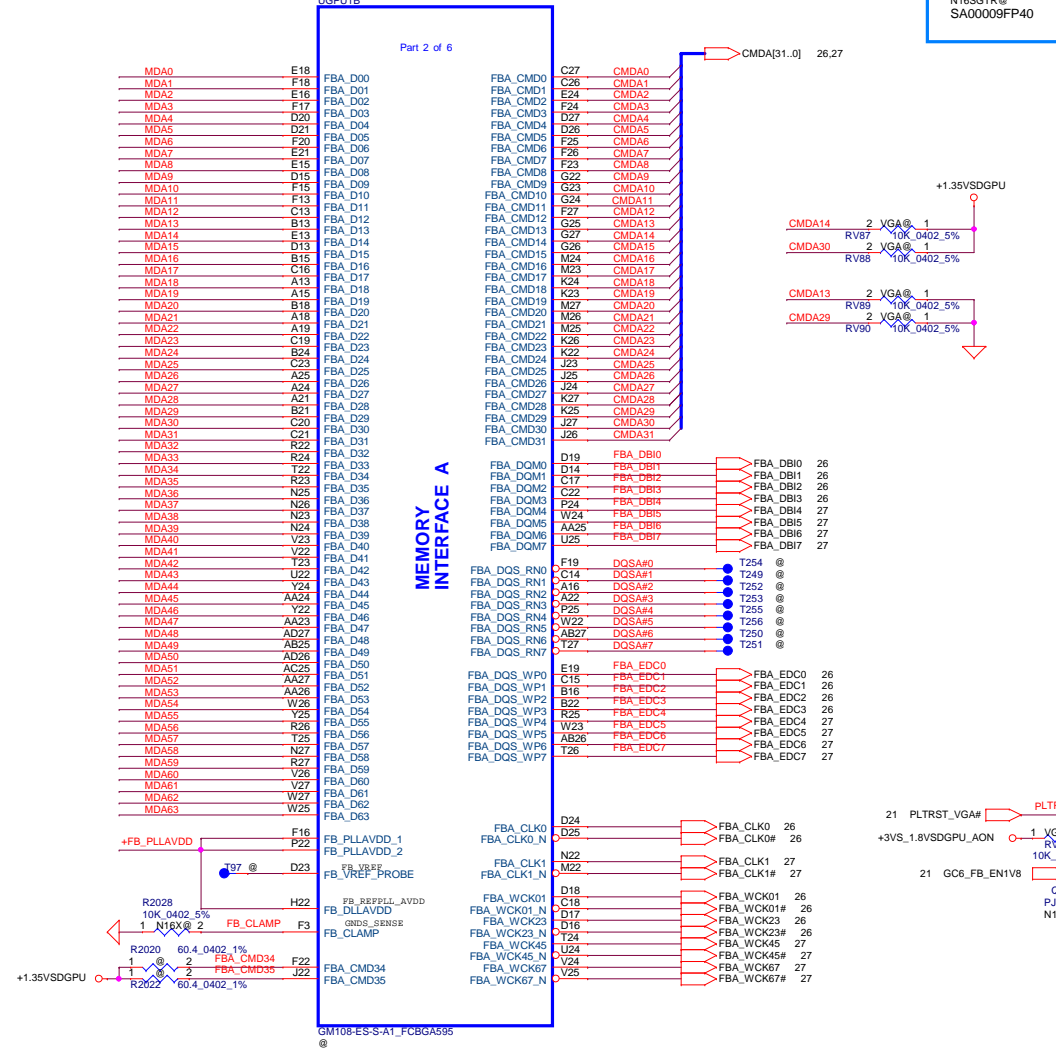 UGPU1B
N16SGTR@
SA00009FP40
Part 2 of 6
CMDA[31..0] 26,27
MDA0 E18 FBA_D00
MDA1 F18 FBA_D01
MDA2 E16 FBA_D02
MDA3 F17 FBA_D03
MDA4 D20 FBA_D04
MDA5 D21 FBA_D05
MDA6 F20 FBA_D06
MDA7 E21 FBA_D07
MDA8 E15 FBA_D08
MDA9 D15 FBA_D09
MDA10 F15 FBA_D10
MDA11 F13 FBA_D11
MDA12 C13 FBA_D12
MDA13 B13 FBA_D13
MDA14 E13 FBA_D14
MDA15 D13 FBA_D15
MDA16 B15 FBA_D16
MDA17 C16 FBA_D17
MDA18 A13 FBA_D18
MDA19 A15 FBA_D19
MDA20 B18 FBA_D20
MDA21 A18 FBA_D21
MDA22 A19 FBA_D22
MDA23 C19 FBA_D23
MDA24 B24 FBA_D24
MDA25 C23 FBA_D25
MDA26 A25 FBA_D26
MDA27 A24 FBA_D27
MDA28 A21 FBA_D28
MDA29 B21 FBA_D29
MDA30 C20 FBA_D30
MDA31 C21 FBA_D31
MDA32 R22 FBA_D32
MDA33 R24 FBA_D33
MDA34 T22 FBA_D34
MDA35 R23 FBA_D35
MDA36 N25 FBA_D36
MDA37 N26 FBA_D37
MDA38 N23 FBA_D38
MDA39 N24 FBA_D39
MDA40 V23 FBA_D40
MDA41 V22 FBA_D41
MDA42 T23 FBA_D42
MDA43 U22 FBA_D43
MDA44 Y24 FBA_D44
MDA45 AA24 FBA_D45
MDA46 Y22 FBA_D46
MDA47 AA23 FBA_D47
MDA48 AD27 FBA_D48
MDA49 AB25 FBA_D49
MDA50 AD26 FBA_D50
MDA51 AC25 FBA_D51
MDA52 AA27 FBA_D52
MDA53 AA26 FBA_D53
MDA54 W26 FBA_D54
MDA55 Y25 FBA_D55
MDA56 R26 FBA_D56
MDA57 T25 FBA_D57
MDA58 N27 FBA_D58
MDA59 R27 FBA_D59
MDA60 V26 FBA_D60
MDA61 V27 FBA_D61
MDA62 W27 FBA_D62
MDA63 W25 FBA_D63
+FB_PLLAVDD F16 FB_PLLAVDD_1
P22 FB_PLLAVDD_2
T97 @ D23 FB_VREF FB_VREF_PROBE
H22 FB_REFPLL_AVDD FB_DLLAVDD
R2028
10K_0402_5%
1 N16X@ 2 FB_CLAMP F3 GNDS_SENSE FB_CLAMP
R2020 60.4_0402_1%
1 @ 2 FB_CMD34 F22 FBA_CMD34
+1.35VSDGPU 1 @ 2 FB_CMD35 J22 FBA_CMD35
R2022 60.4_0402_1%
GM108-ES-S-A1_FCBGA595
@
MEMORY
INTERFACE A
FBA_CMD0 C27 CMDA0
FBA_CMD1 C26 CMDA1
FBA_CMD2 E24 CMDA2
FBA_CMD3 F24 CMDA3
FBA_CMD4 D27 CMDA4
FBA_CMD5 D26 CMDA5
FBA_CMD6 F25 CMDA6
FBA_CMD7 F26 CMDA7
FBA_CMD8 F23 CMDA8
FBA_CMD9 G22 CMDA9
FBA_CMD10 G23 CMDA10
FBA_CMD11 G24 CMDA11
FBA_CMD12 F27 CMDA12
FBA_CMD13 G25 CMDA13
FBA_CMD14 G27 CMDA14
FBA_CMD15 G26 CMDA15
FBA_CMD16 M24 CMDA16
FBA_CMD17 M23 CMDA17
FBA_CMD18 K24 CMDA18
FBA_CMD19 K23 CMDA19
FBA_CMD20 M27 CMDA20
FBA_CMD21 M26 CMDA21
FBA_CMD22 M25 CMDA22
FBA_CMD23 K26 CMDA23
FBA_CMD24 K22 CMDA24
FBA_CMD25 J23 CMDA25
FBA_CMD26 J25 CMDA26
FBA_CMD27 J24 CMDA27
FBA_CMD28 K27 CMDA28
FBA_CMD29 K25 CMDA29
FBA_CMD30 J27 CMDA30
FBA_CMD31 J26 CMDA31
FBA_DQM0 D19 FBA_DBI0 FBA_DBI0 26
FBA_DQM1 D14 FBA_DBI1 FBA_DBI1 26
FBA_DQM2 C17 FBA_DBI2 FBA_DBI2 26
FBA_DQM3 C22 FBA_DBI3 FBA_DBI3 26
FBA_DQM4 P24 FBA_DBI4 FBA_DBI4 27
FBA_DQM5 W24 FBA_DBI5 FBA_DBI5 27
FBA_DQM6 AA25 FBA_DBI6 FBA_DBI6 27
FBA_DQM7 U25 FBA_DBI7 FBA_DBI7 27
FBA_DQS_RN0 F19 DQSA#0 T254 @
FBA_DQS_RN1 C14 DQSA#1 T249 @
FBA_DQS_RN2 A16 DQSA#2 T252 @
FBA_DQS_RN3 A22 DQSA#3 T253 @
FBA_DQS_RN4 P25 DQSA#4 T255 @
FBA_DQS_RN5 W22 DQSA#5 T256 @
FBA_DQS_RN6 AB27 DQSA#6 T250 @
FBA_DQS_RN7 T27 DQSA#7 T251 @
FBA_DQS_WP0 E19 FBA_EDC0 FBA_EDC0 26
FBA_DQS_WP1 C15 FBA_EDC1 FBA_EDC1 26
FBA_DQS_WP2 B16 FBA_EDC2 FBA_EDC2 26
FBA_DQS_WP3 B22 FBA_EDC3 FBA_EDC3 26
FBA_DQS_WP4 R25 FBA_EDC4 FBA_EDC4 27
FBA_DQS_WP5 W23 FBA_EDC5 FBA_EDC5 27
FBA_DQS_WP6 AB26 FBA_EDC6 FBA_EDC6 27
FBA_DQS_WP7 T26 FBA_EDC7 FBA_EDC7 27
FBA_CLK0 D24 FBA_CLK0 26
FBA_CLK0_N D25 FBA_CLK0# 26
FBA_CLK1 N22 FBA_CLK1 27
FBA_CLK1_N M22 FBA_CLK1# 27
FBA_WCK01 D18 FBA_WCK01 26
FBA_WCK01_N C18 FBA_WCK01# 26
FBA_WCK23 D17 FBA_WCK23 26
FBA_WCK23_N D16 FBA_WCK23# 26
FBA_WCK45 T24 FBA_WCK45 27
FBA_WCK45_N U24 FBA_WCK45# 27
FBA_WCK67 V24 FBA_WCK67 27
FBA_WCK67_N V25 FBA_WCK67# 27
+1.35VSDGPU
CMDA14 2 VGA@ 1
RV87 10K_0402_5%
CMDA30 2 VGA@ 1
RV88 10K_0402_5%
CMDA13 2 VGA@ 1
RV89 10K_0402_5%
CMDA29 2 VGA@ 1
RV90 10K_0402_5%
21 PLTRST_VGA# PLT
+3VS_1.8VSDGPU_AON 1 VG
RV
10K_
21 GC6_FB_EN1V8
PJ
N1